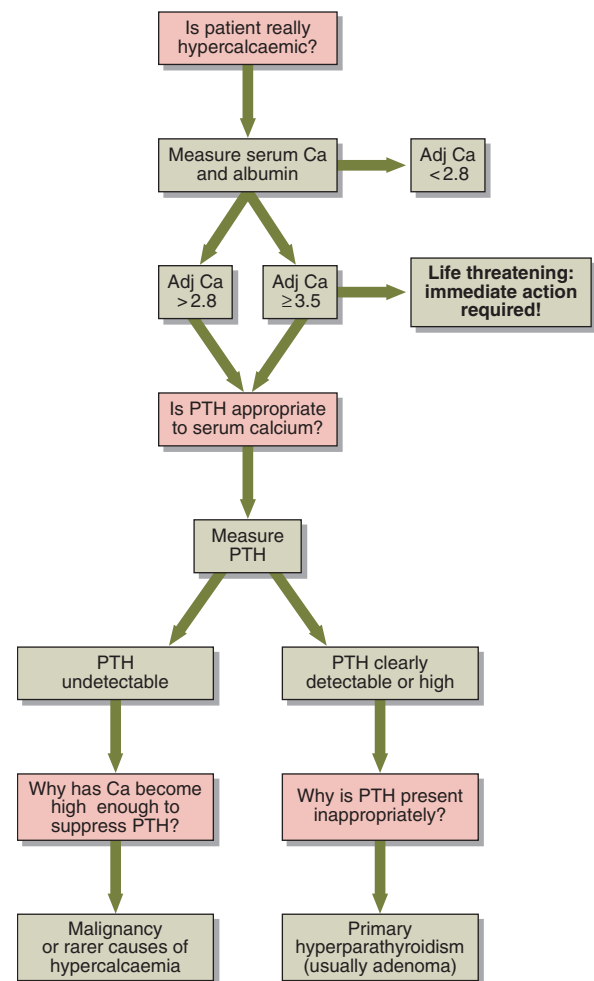 Is patient really
hypercalcaemic?
Measure serum Ca
and albumin
Adj Ca
<2.8
Adj Ca
>2.8
Adj Ca
≥3.5
Life threatening:
immediate action
required!
Is PTH appropriate
to serum calcium?
Measure
PTH
PTH
undetectable
PTH clearly
detectable or high
Why has Ca become
high enough to
suppress PTH?
Why is PTH present
inappropriately?
Malignancy
or rarer causes of
hypercalcaemia
Primary
hyperparathyroidism
(usually adenoma)